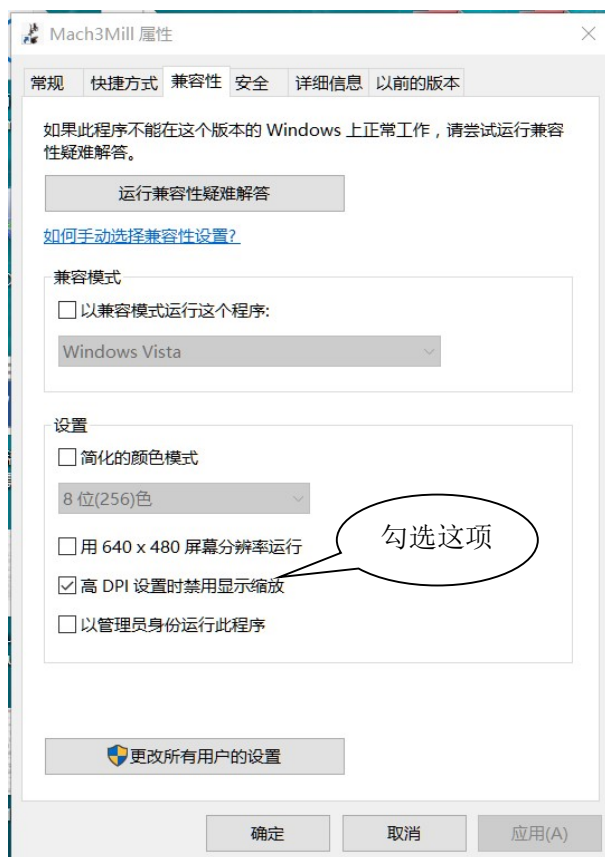 Mach3Mill 属性
常规 快捷方式 兼容性 安全 详细信息 以前的版本
如果此程序不能在这个版本的 Windows 上正常工作，请尝试运行兼容
性疑难解答。
运行兼容性疑难解答
如何手动选择兼容性设置?
兼容模式
以兼容模式运行这个程序:
Windows Vista
设置
简化的颜色模式
8 位(256)色
用 640 x 480 屏幕分辨率运行
勾选这项
高 DPI 设置时禁用显示缩放
以管理员身份运行此程序
更改所有用户的设置
确定 取消 应用(A)